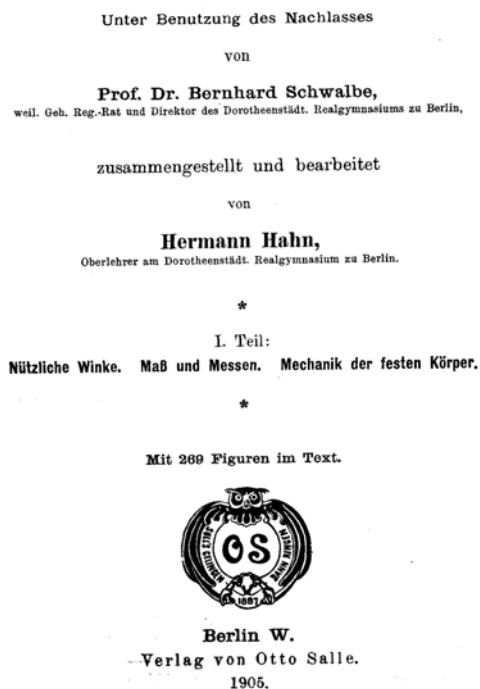 Unter Benutzung des Nachlasses
von
Prof. Dr. Bernhard Schwalbe,
weil. Geh. Reg.-Rat und Direktor des Dorotheenstädt. Realgymnasiums zu Berlin,
zusammengestellt und bearbeitet
von
Hermann Hahn,
Oberlehrer am Dorotheenstädt. Realgymnasium zu Berlin.
*
I. Teil:
Nützliche Winke. Maß und Messen. Mechanik der festen Körper.
*
Mit 269 Figuren im Text.
OS
1887
Berlin W.
Verlag von Otto Salle.
1905.